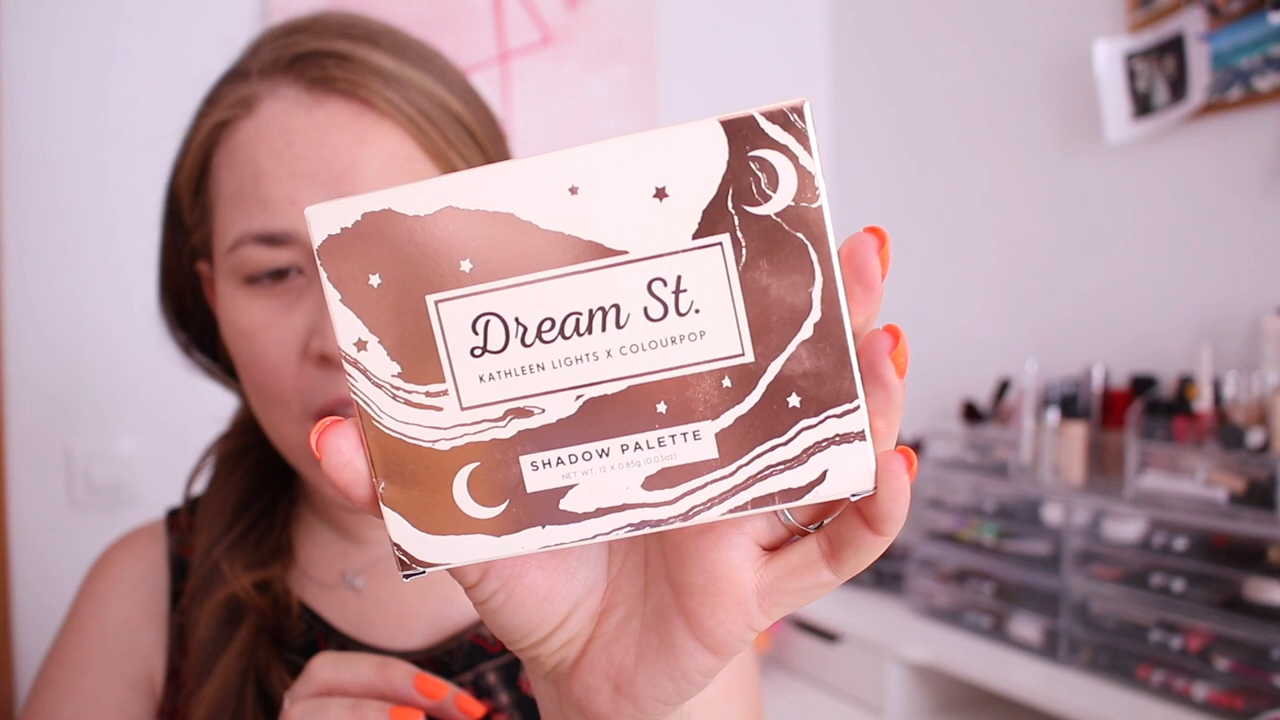 Dream St.
KATHLEEN LIGHTS X COLOURPOP
SHADOW PALETTE
NET WT. 12 X 0.85g (0.03oz)